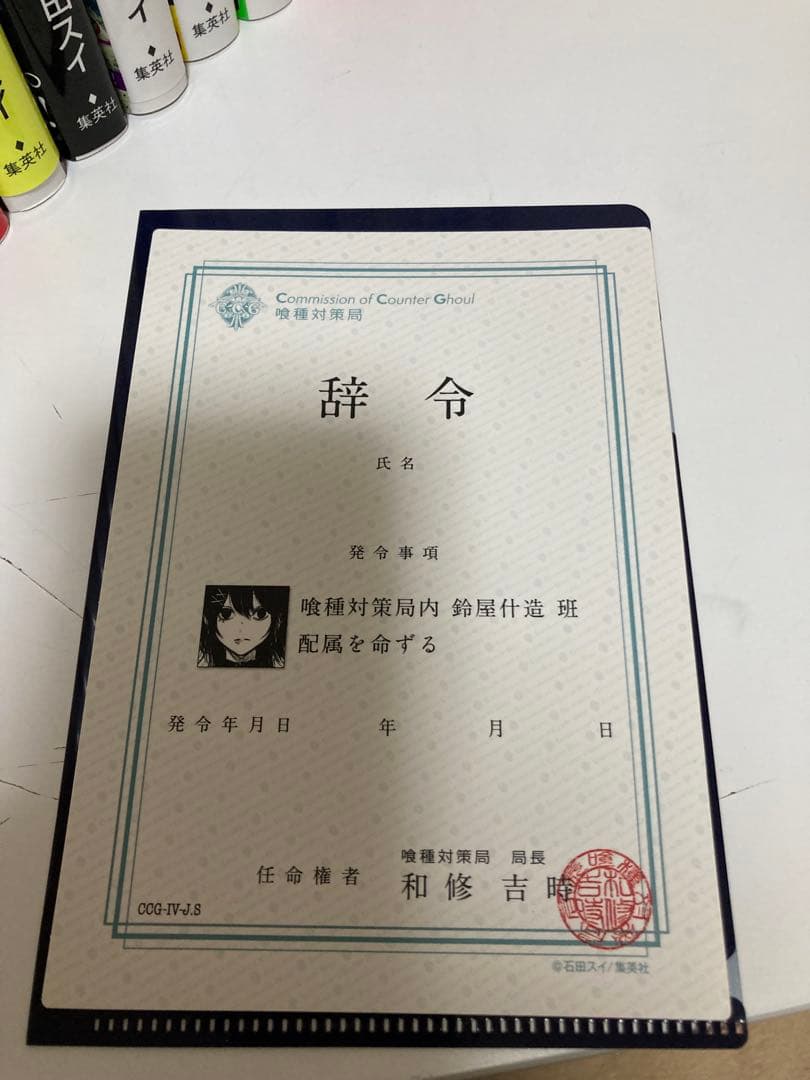 田スイ
集英社
集英社
イ
集英社
集英社
Commission of Counter Ghoul
喰種対策局
辞令
氏名
発令事項
喰種対策局内 鈴屋什造 班
配属を命ずる
発令年月日 年 月 日
任命権者
喰種対策局 局長
和修 吉時
CCG-IV-J.S
©石田スイ/集英社